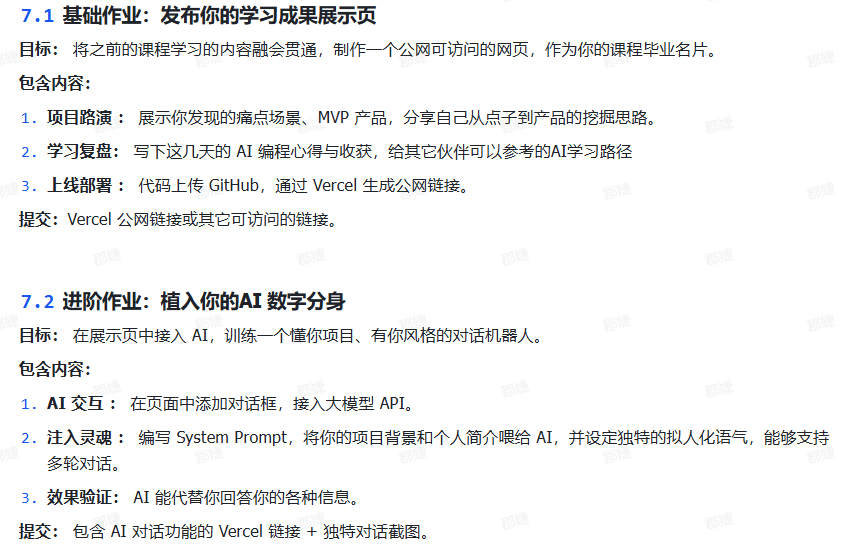 7.1 基础作业：发布你的学习成果展示页
目标： 将之前的课程学习的内容融会贯通，制作一个公网可访问的网页，作为你的课程毕业名片。
包含内容：
1. 项目路演 ： 展示你发现的痛点场景、MVP 产品，分享自己从点子到产品的挖掘思路。
2. 学习复盘： 写下这几天的 AI 编程心得与收获，给其它伙伴可以参考的AI学习路径
3. 上线部署 ： 代码上传 GitHub，通过 Vercel 生成公网链接。
提交：Vercel 公网链接或其它可访问的链接。
7.2 进阶作业：植入你的AI 数字分身
目标： 在展示页中接入 AI，训练一个懂你项目、有你风格的对话机器人。
包含内容：
1. AI 交互 ： 在页面中添加对话框，接入大模型 API。
2. 注入灵魂 ： 编写 System Prompt，将你的项目背景和个人简介喂给 AI，并设定独特的拟人化语气，能够支持
多轮对话。
3. 效果验证： AI 能代替你回答你的各种信息。
提交： 包含 AI 对话功能的 Vercel 链接 + 独特对话截图。